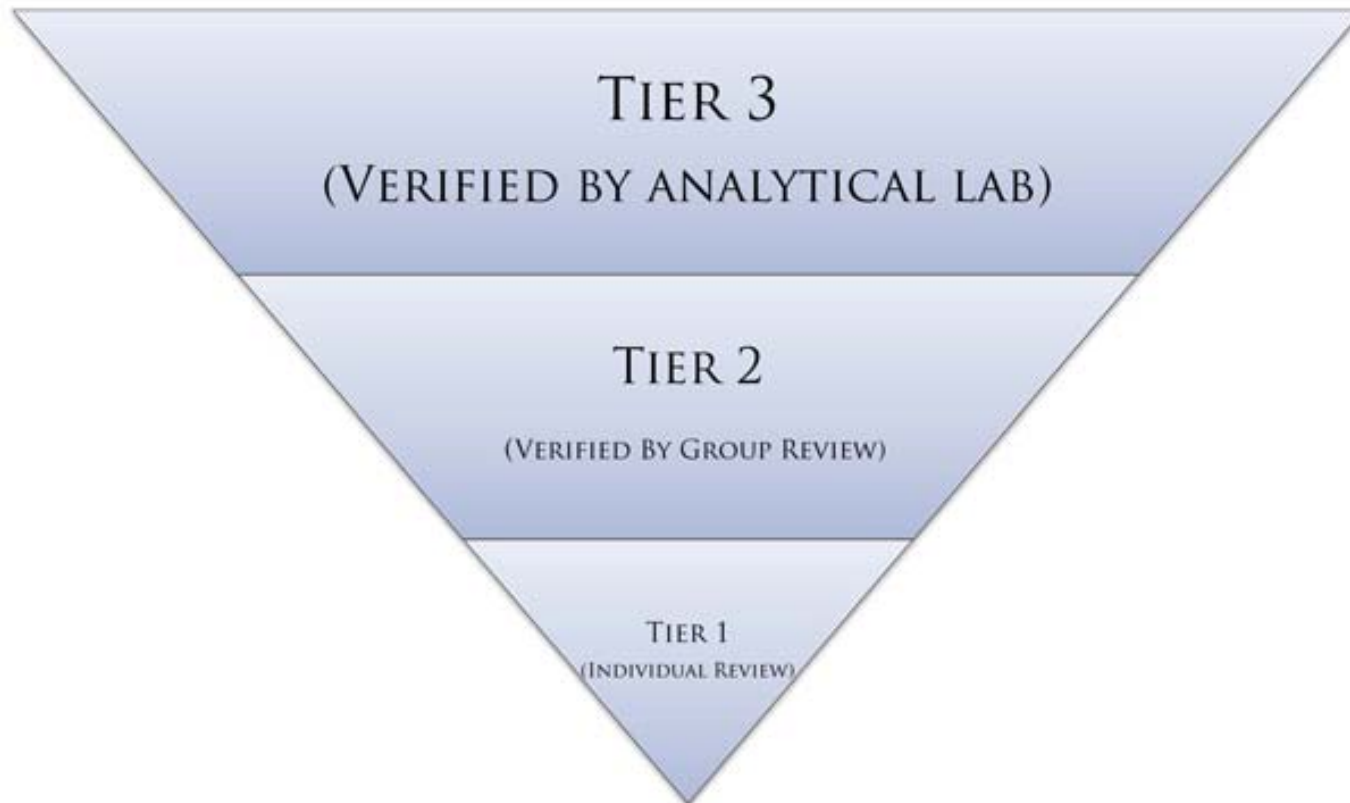 Tier 3
(Verified by analytical lab)
Tier 2
(Verified By Group Review)
Tier 1
(Individual Review)